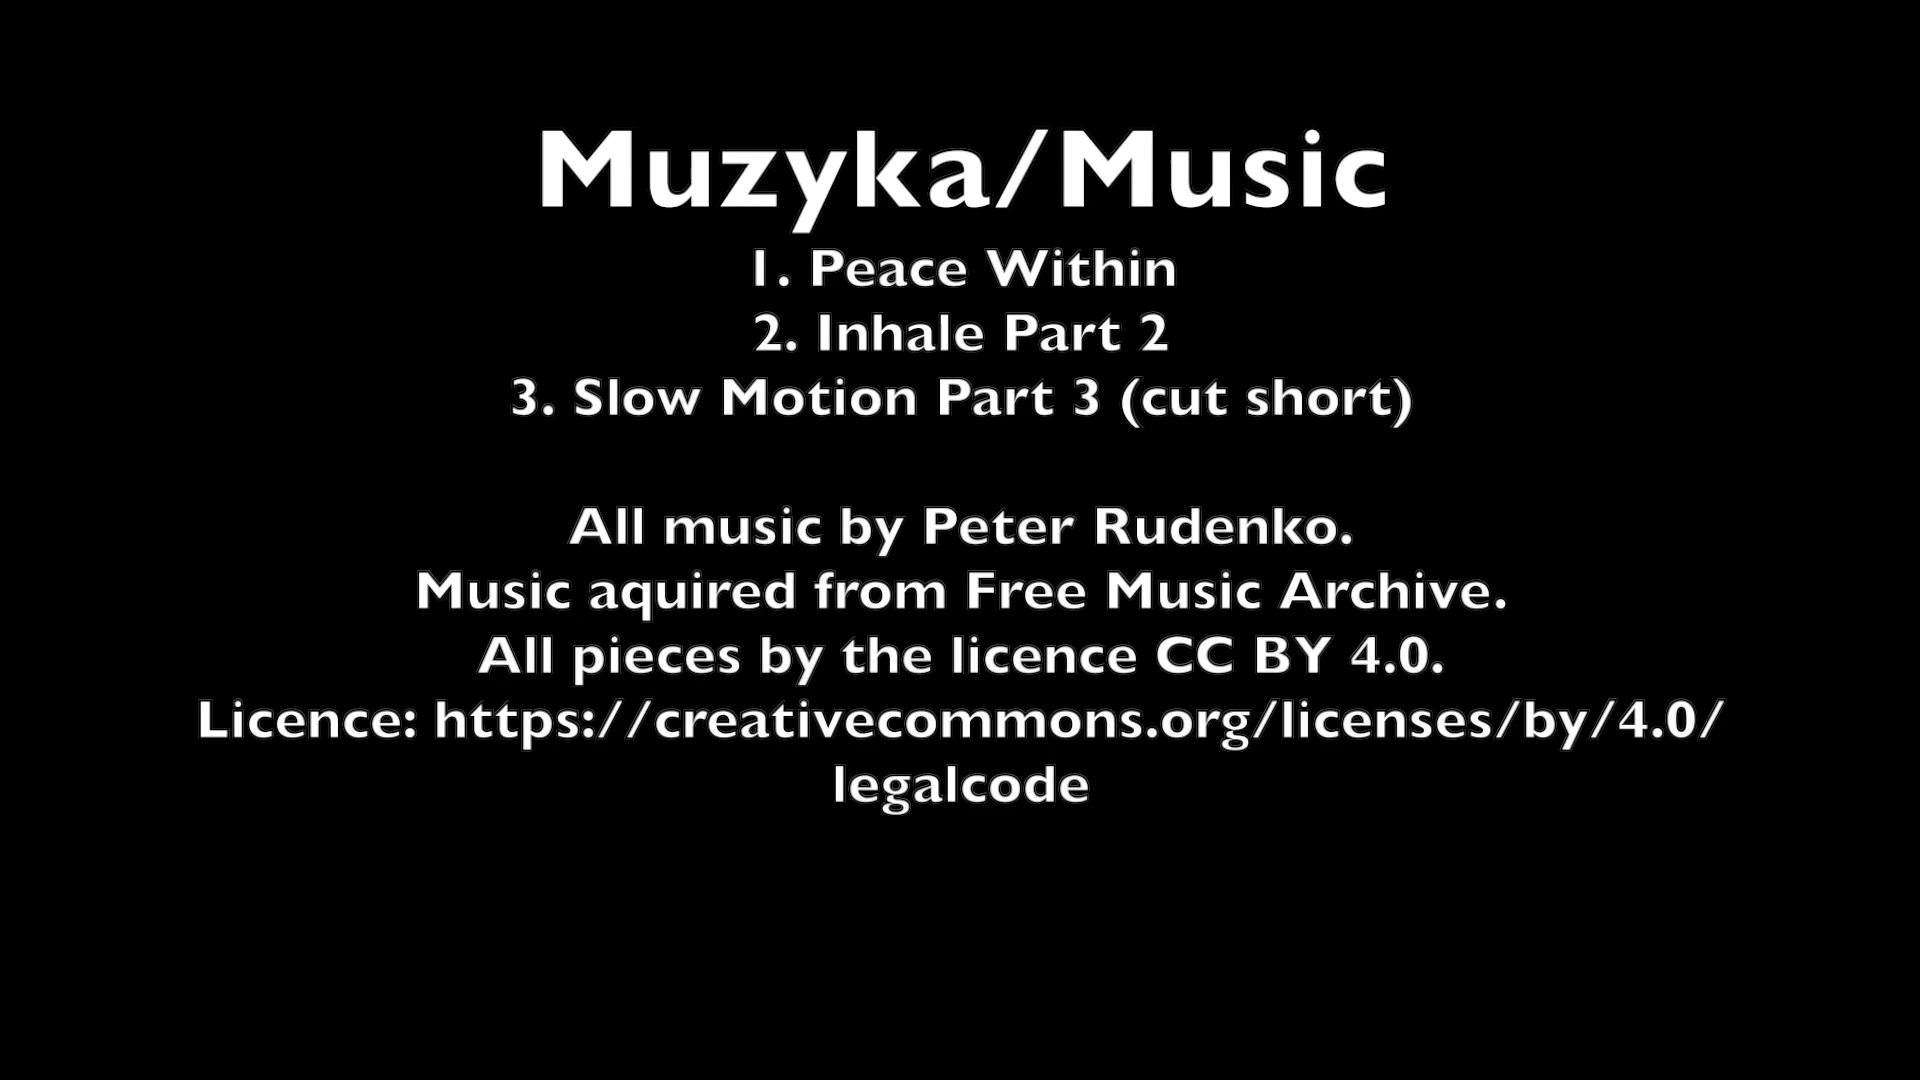 Muzyka/Music
1. Peace Within
2. Inhale Part 2
3. Slow Motion Part 3 (cut short)
All music by Peter Rudenko.
Music aquired from Free Music Archive.
All pieces by the licence CC BY 4.0.
Licence: https://creativecommons.org/licenses/by/4.0/
legalcode